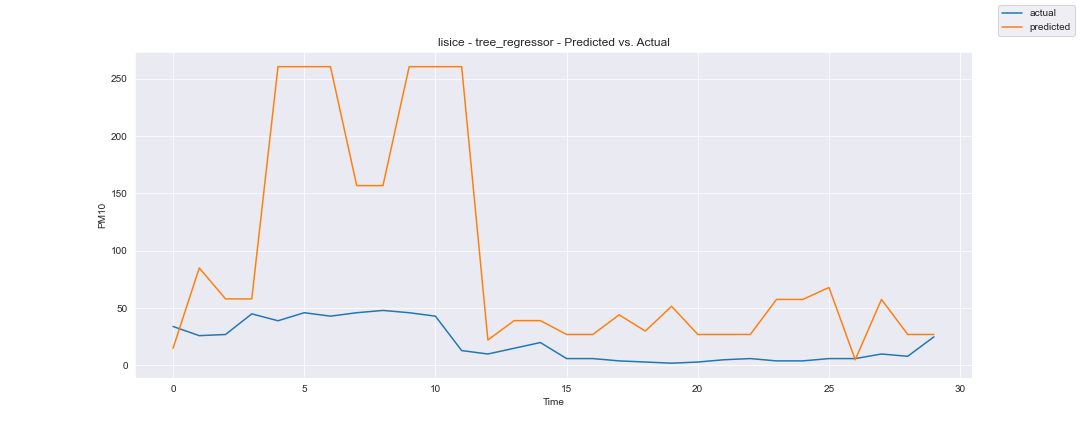 actual
predicted
lisice - tree_regressor - Predicted vs. Actual
250
200
150
100
50
0
PM10
0 5 10 15 20 25 30
Time